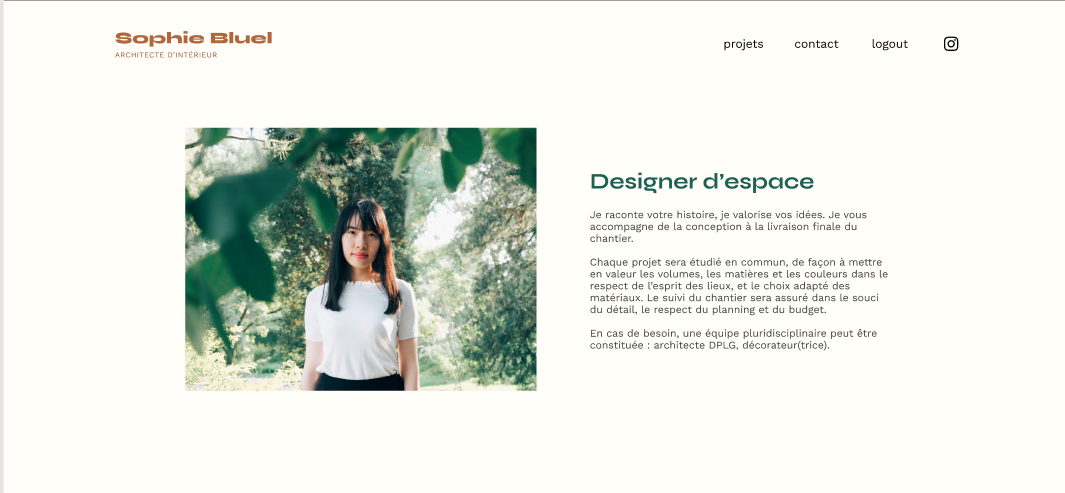 Sophie Bluel
ARCHITECTE D'INTÉRIEUR
projets contact logout
Designer d’espace
Je raconte votre histoire, je valorise vos idées. Je vous
accompagne de la conception à la livraison finale du
chantier.
Chaque projet sera étudié en commun, de façon à mettre
en valeur les volumes, les matières et les couleurs dans le
respect de l’esprit des lieux, et le choix adapté des
matériaux. Le suivi du chantier sera assuré dans le souci
du détail, le respect du planning et du budget.
En cas de besoin, une équipe pluridisciplinaire peut être
constituée : architecte DPLG, décorateur(trice).